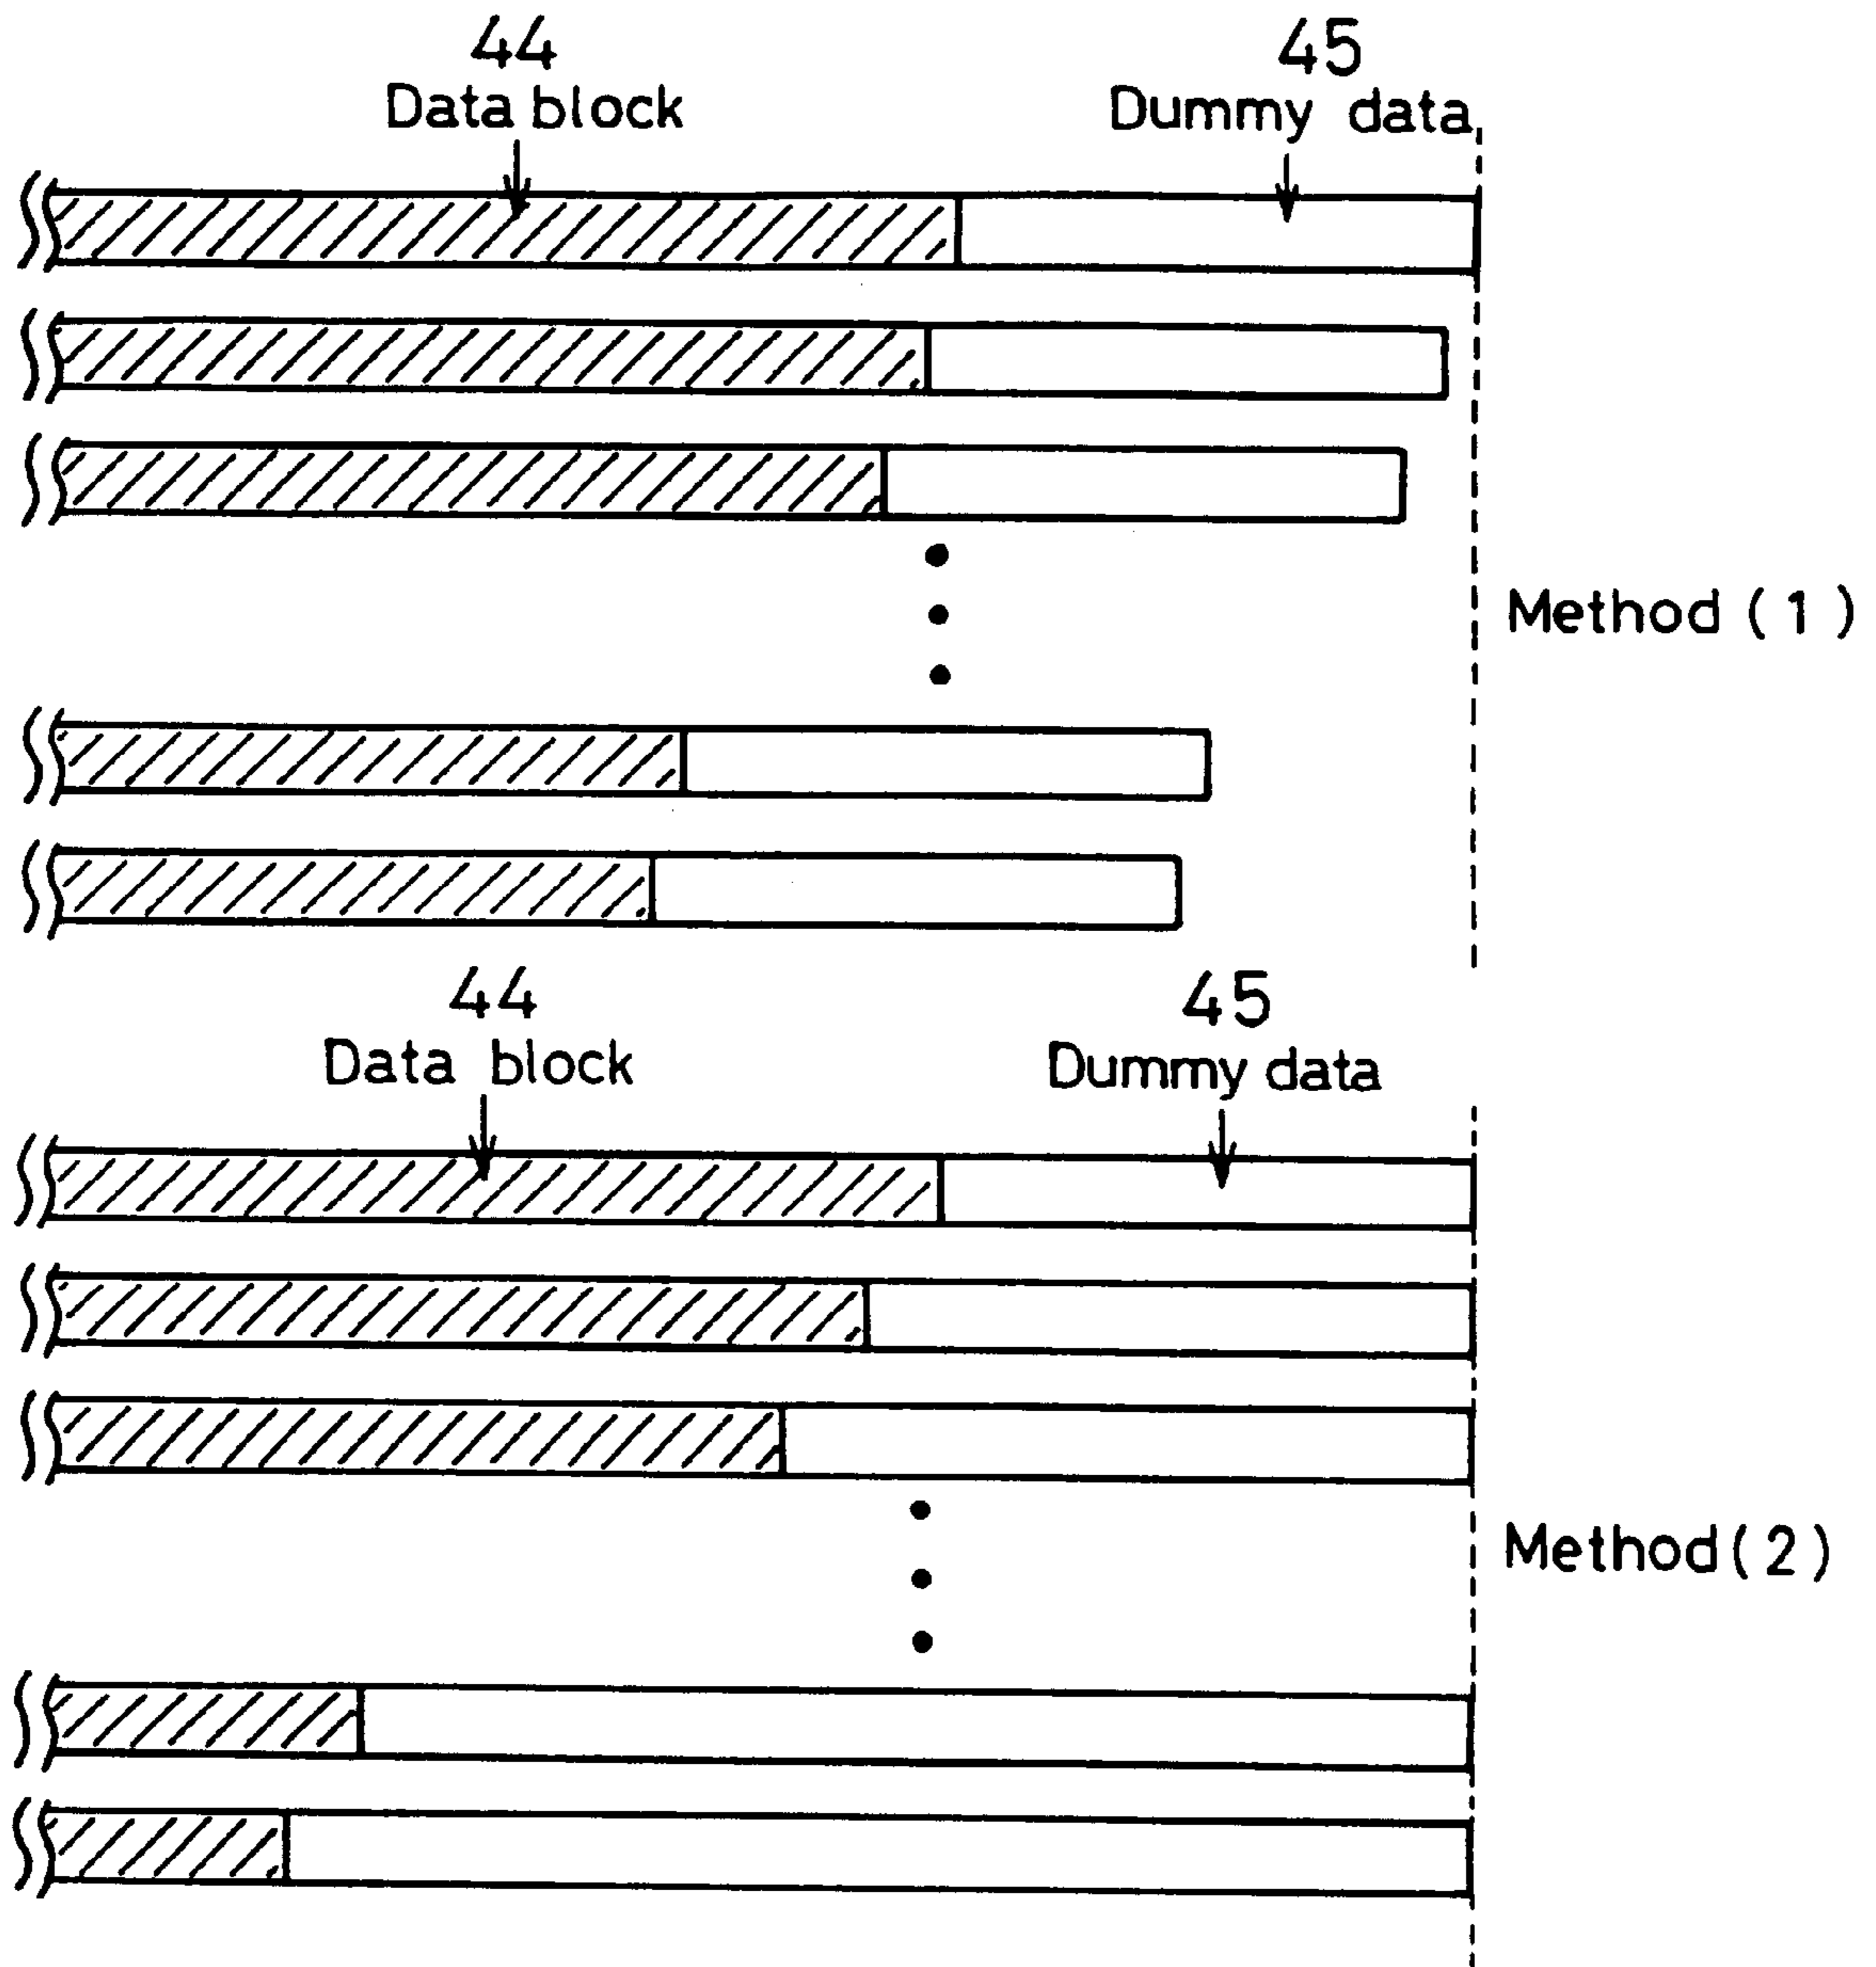 44
Data block
45
Dummy data
Method (1)
44
Data block
45
Dummy data
Method (2)